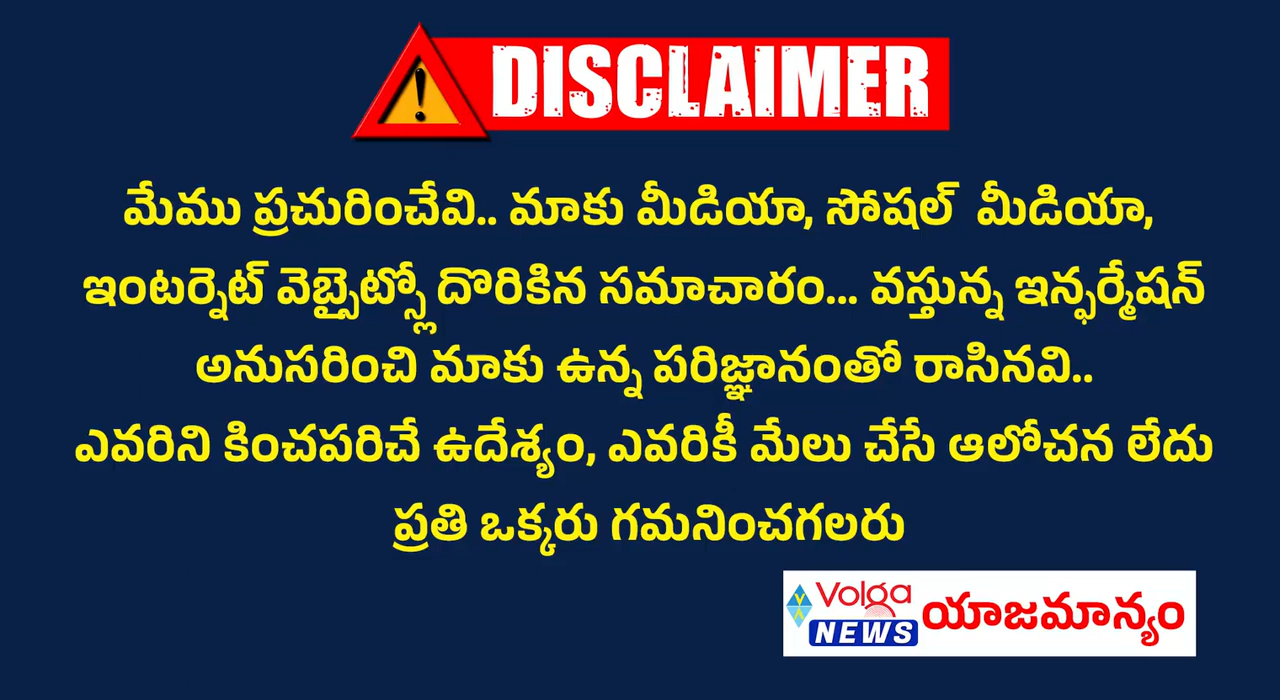 DISCLAIMER
మేము ప్రచురించేవి.. మాకు మీడియా, సోషల్ మీడియా,
ఇంటర్నెట్ వెబ్సైట్స్లో దొరికిన సమాచారం... వస్తున్న ఇన్ఫర్మేషన్
అనుసరించి మాకు ఉన్న పరిజ్ఞానంతో రాసినవి..
ఎవరిని కించపరిచే ఉదేశ్యం, ఎవరికీ మేలు చేసే ఆలోచన లేదు
ప్రతి ఒక్కరు గమనించగలరు
Volga
NEWS యాజమాన్యం